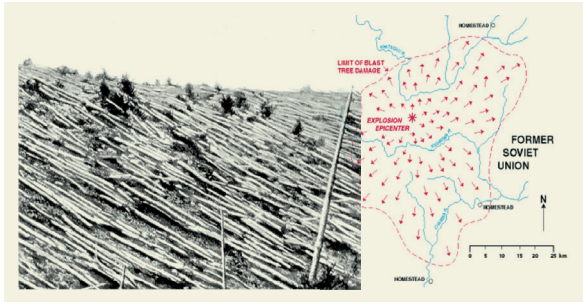 HOMESTEAD
LIMIT OF BLAST
TREE DAMAGE
EXPLOSION
EPICENTER
FORMER
SOVIET
UNION
N
HOMESTEAD
0 5 10 15 20 25 km
HOMESTEAD